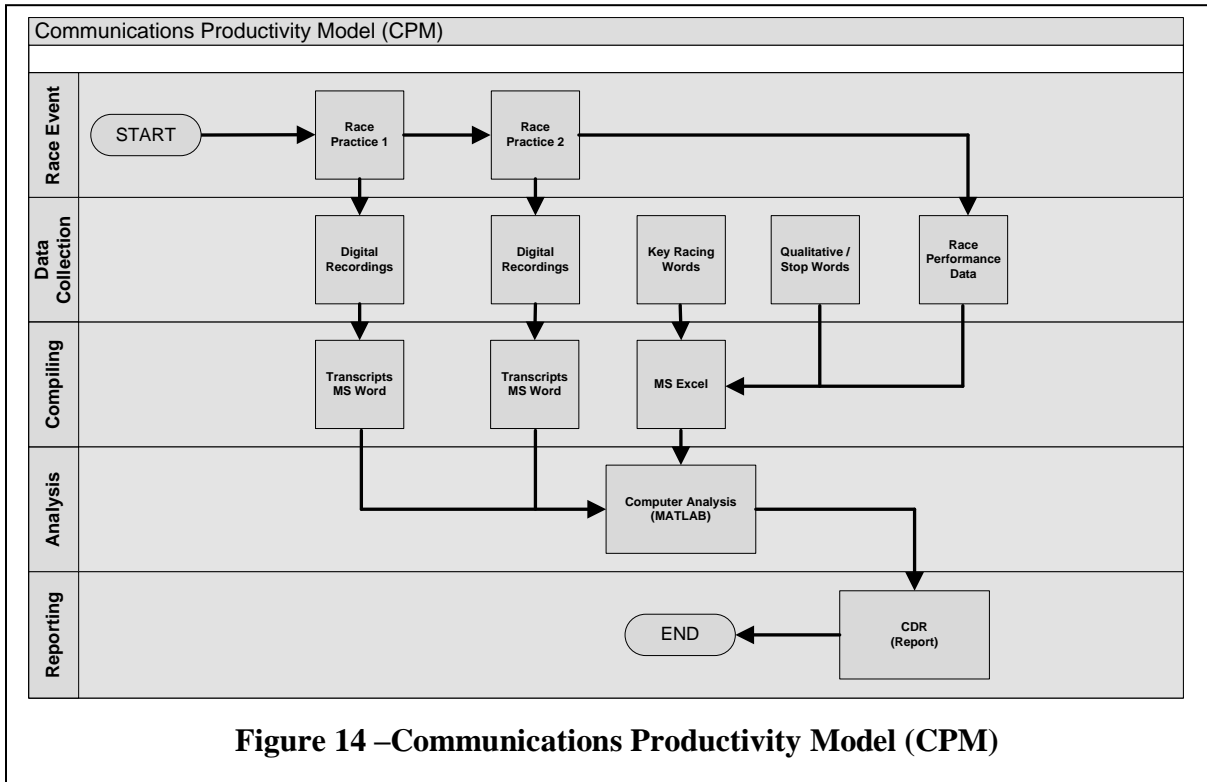 Communications Productivity Model (CPM)
Race Event
START
Race
Practice 1
Race
Practice 2
Data
Collection
Digital
Recordings
Digital
Recordings
Key Racing
Words
Qualitative /
Stop Words
Race
Performance
Data
Compiling
Transcripts
MS Word
Transcripts
MS Word
MS Excel
Analysis
Computer Analysis
(MATLAB)
Reporting
END
CDR
(Report)
Figure 14 –Communications Productivity Model (CPM)